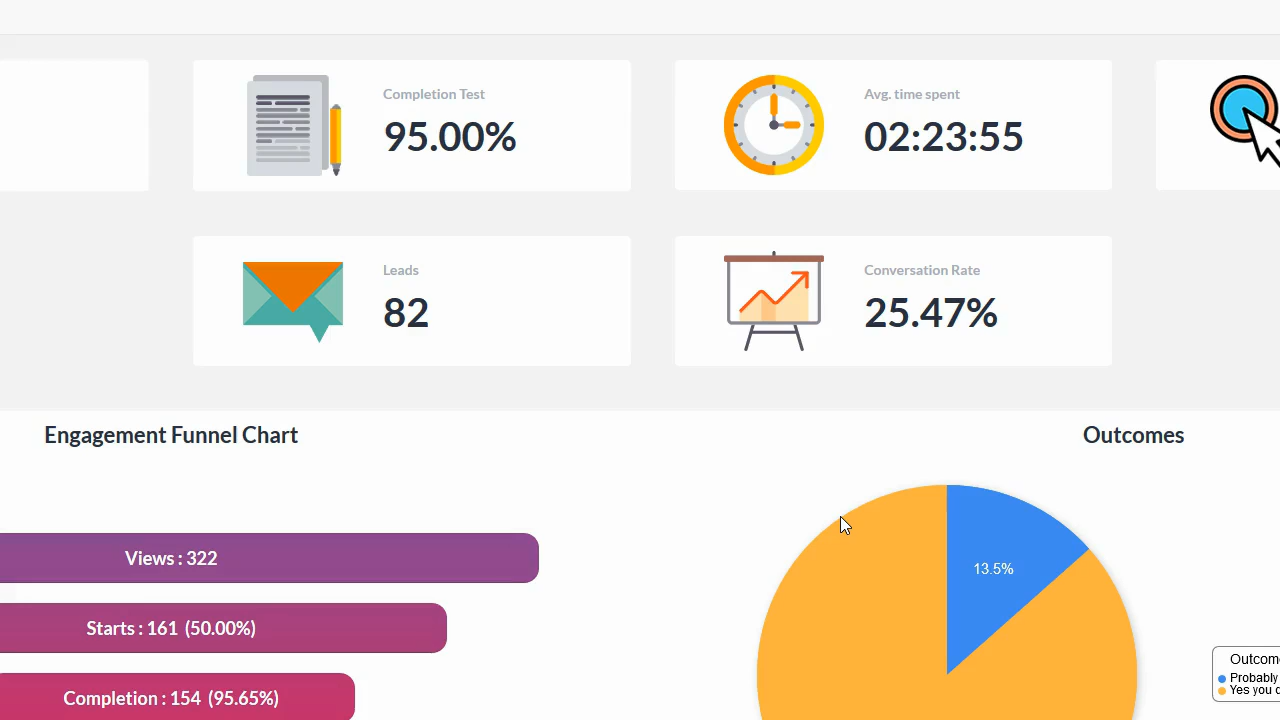 Completion Test
95.00%
Avg. time spent
02:23:55
Leads
82
Conversation Rate
25.47%
Engagement Funnel Chart
Outcomes
Views : 322
Starts : 161 (50.00%)
Completion : 154 (95.65%)
13.5%
Outcome
Probably
Yes you